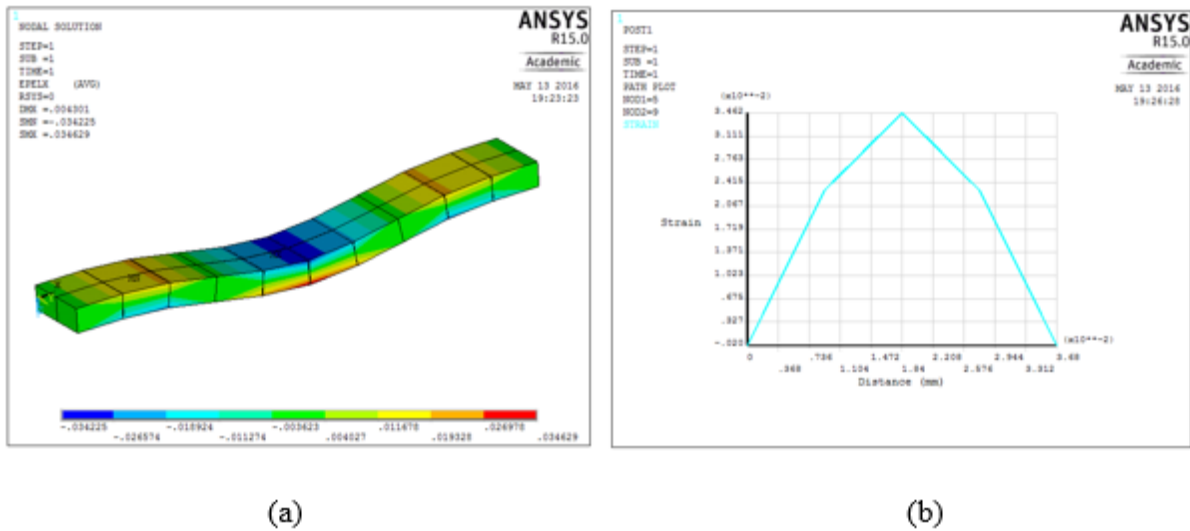 1
NODAL SOLUTION
STEP=1
SUB =1
TIME=1
EPELX (AVG)
RSYS=0
DMX =.004301
SMN =-.034225
SMX =.034629
ANSYS
R15.0
Academic
MAY 13 2016
19:23:23
-.034225 -.018924 -.003623 .011678 .026978
-.026574 -.011274 .004027 .019328 .034629
(a)
1
POST1
STEP=1
SUB =1
TIME=1
PATH PLOT
NOD1=5
NOD2=9
STRAIN
ANSYS
R15.0
Academic
MAY 13 2016
19:26:28
(x10**-2)
3.462
3.111
2.763
2.415
2.067
Strain
1.719
1.371
1.023
.675
.327
-.020
(x10**-2)
0 .736 1.472 2.208 2.944 3.68
.368 1.104 1.84 2.576 3.312
Distance (mm)
(b)